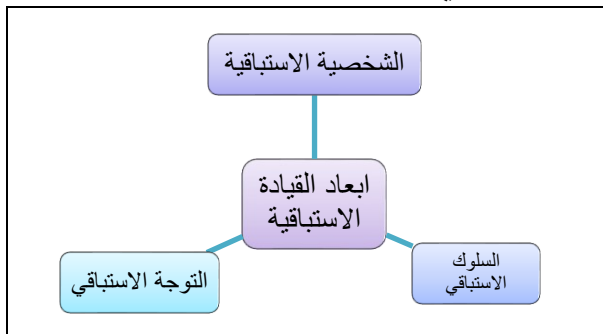 الشخصية الاستباقية
ابعاد القيادة
الاستباقية
السلوك
الاستباقي
التوجة الاستباقي